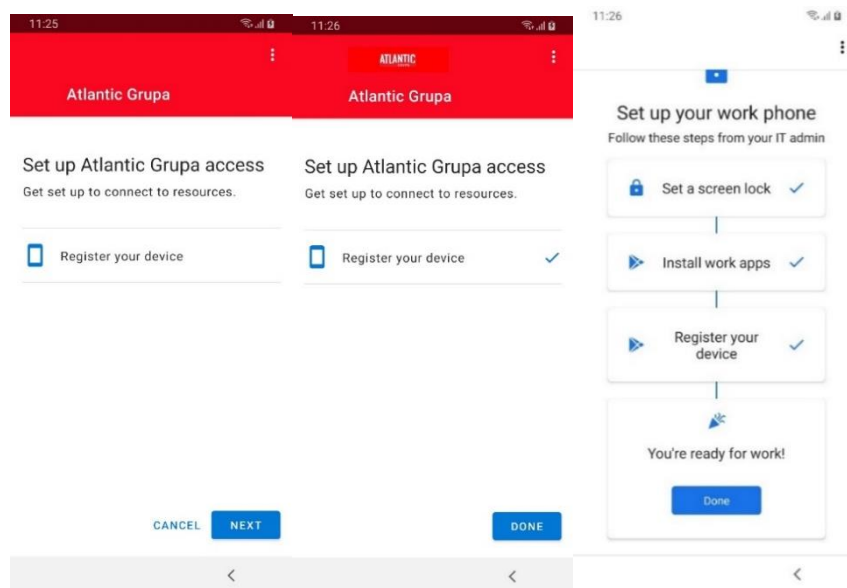 11:25
Atlantic Grupa
Set up Atlantic Grupa access
Get set up to connect to resources.
Register your device
CANCEL
NEXT
11:26
ATLANTIC
Atlantic Grupa
Set up Atlantic Grupa access
Get set up to connect to resources.
Register your device
DONE
11:26
Set up your work phone
Follow these steps from your IT admin
Set a screen lock
Install work apps
Register your
device
You're ready for work!
Done